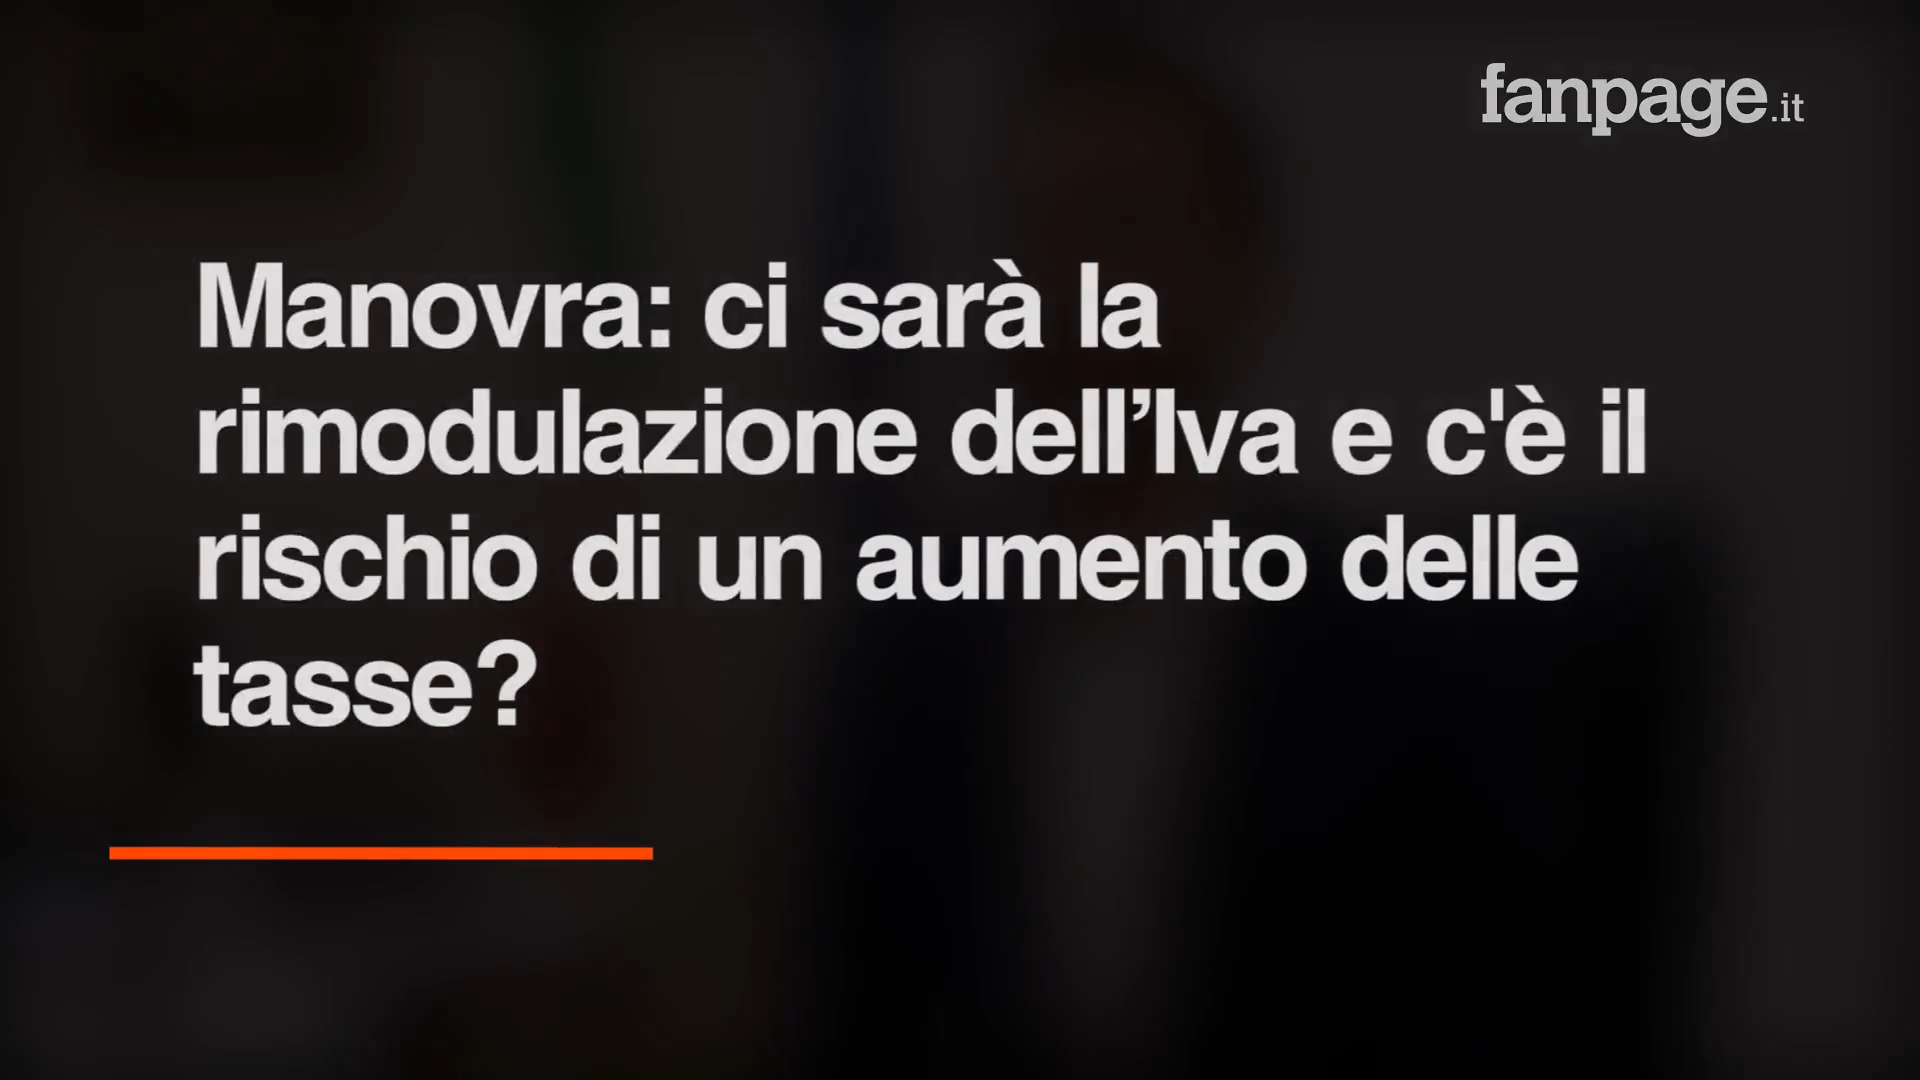 fanpage.it
Manovra: ci sarà la
rimodulazione dell’Iva e c'è il
rischio di un aumento delle
tasse?